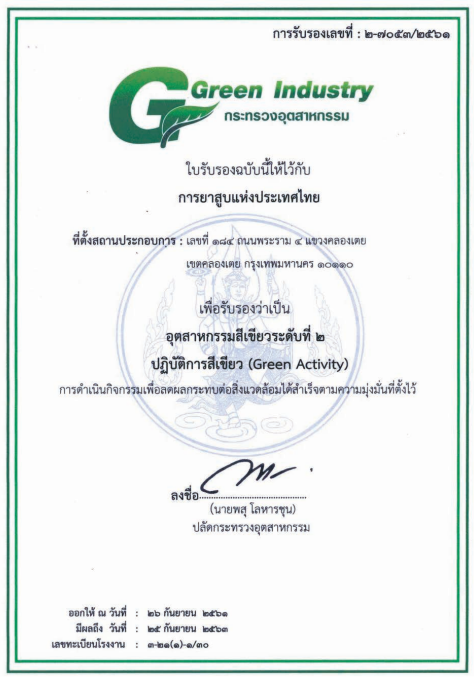 การรับรองเลขที่ : ๒-๗๐๕๓/๒๕๖๑
Green Industry
กระทรวงอุตสาหกรรม
ใบรับรองฉบับนี้ให้ไว้กับ
การยาสูบแห่งประเทศไทย
ที่ตั้งสถานประกอบการ : เลขที่ ๑๘๔ ถนนพระราม ๔ แขวงคลองเตย
เขตคลองเตย กรุงเทพมหานคร ๑๐๑๑๐
เพื่อรับรองว่าเป็น
อุตสาหกรรมสีเขียวระดับที่ ๒
ปฏิบัติการสีเขียว (Green Activity)
การดำเนินกิจกรรมเพื่อลดผลกระทบต่อสิ่งแวดล้อมได้สำเร็จตามความมุ่งมั่นที่ตั้งไว้
ลงชื่อ
(นายพสุ โลหารชุน)
ปลัดกระทรวงอุตสาหกรรม
ออกให้ ณ วันที่ : ๒๖ กันยายน ๒๕๖๑
มีผลถึง วันที่ : ๒๕ กันยายน ๒๕๖๓
เลขทะเบียนโรงงาน : ๓-๒๑(๑)-๑/๓๐